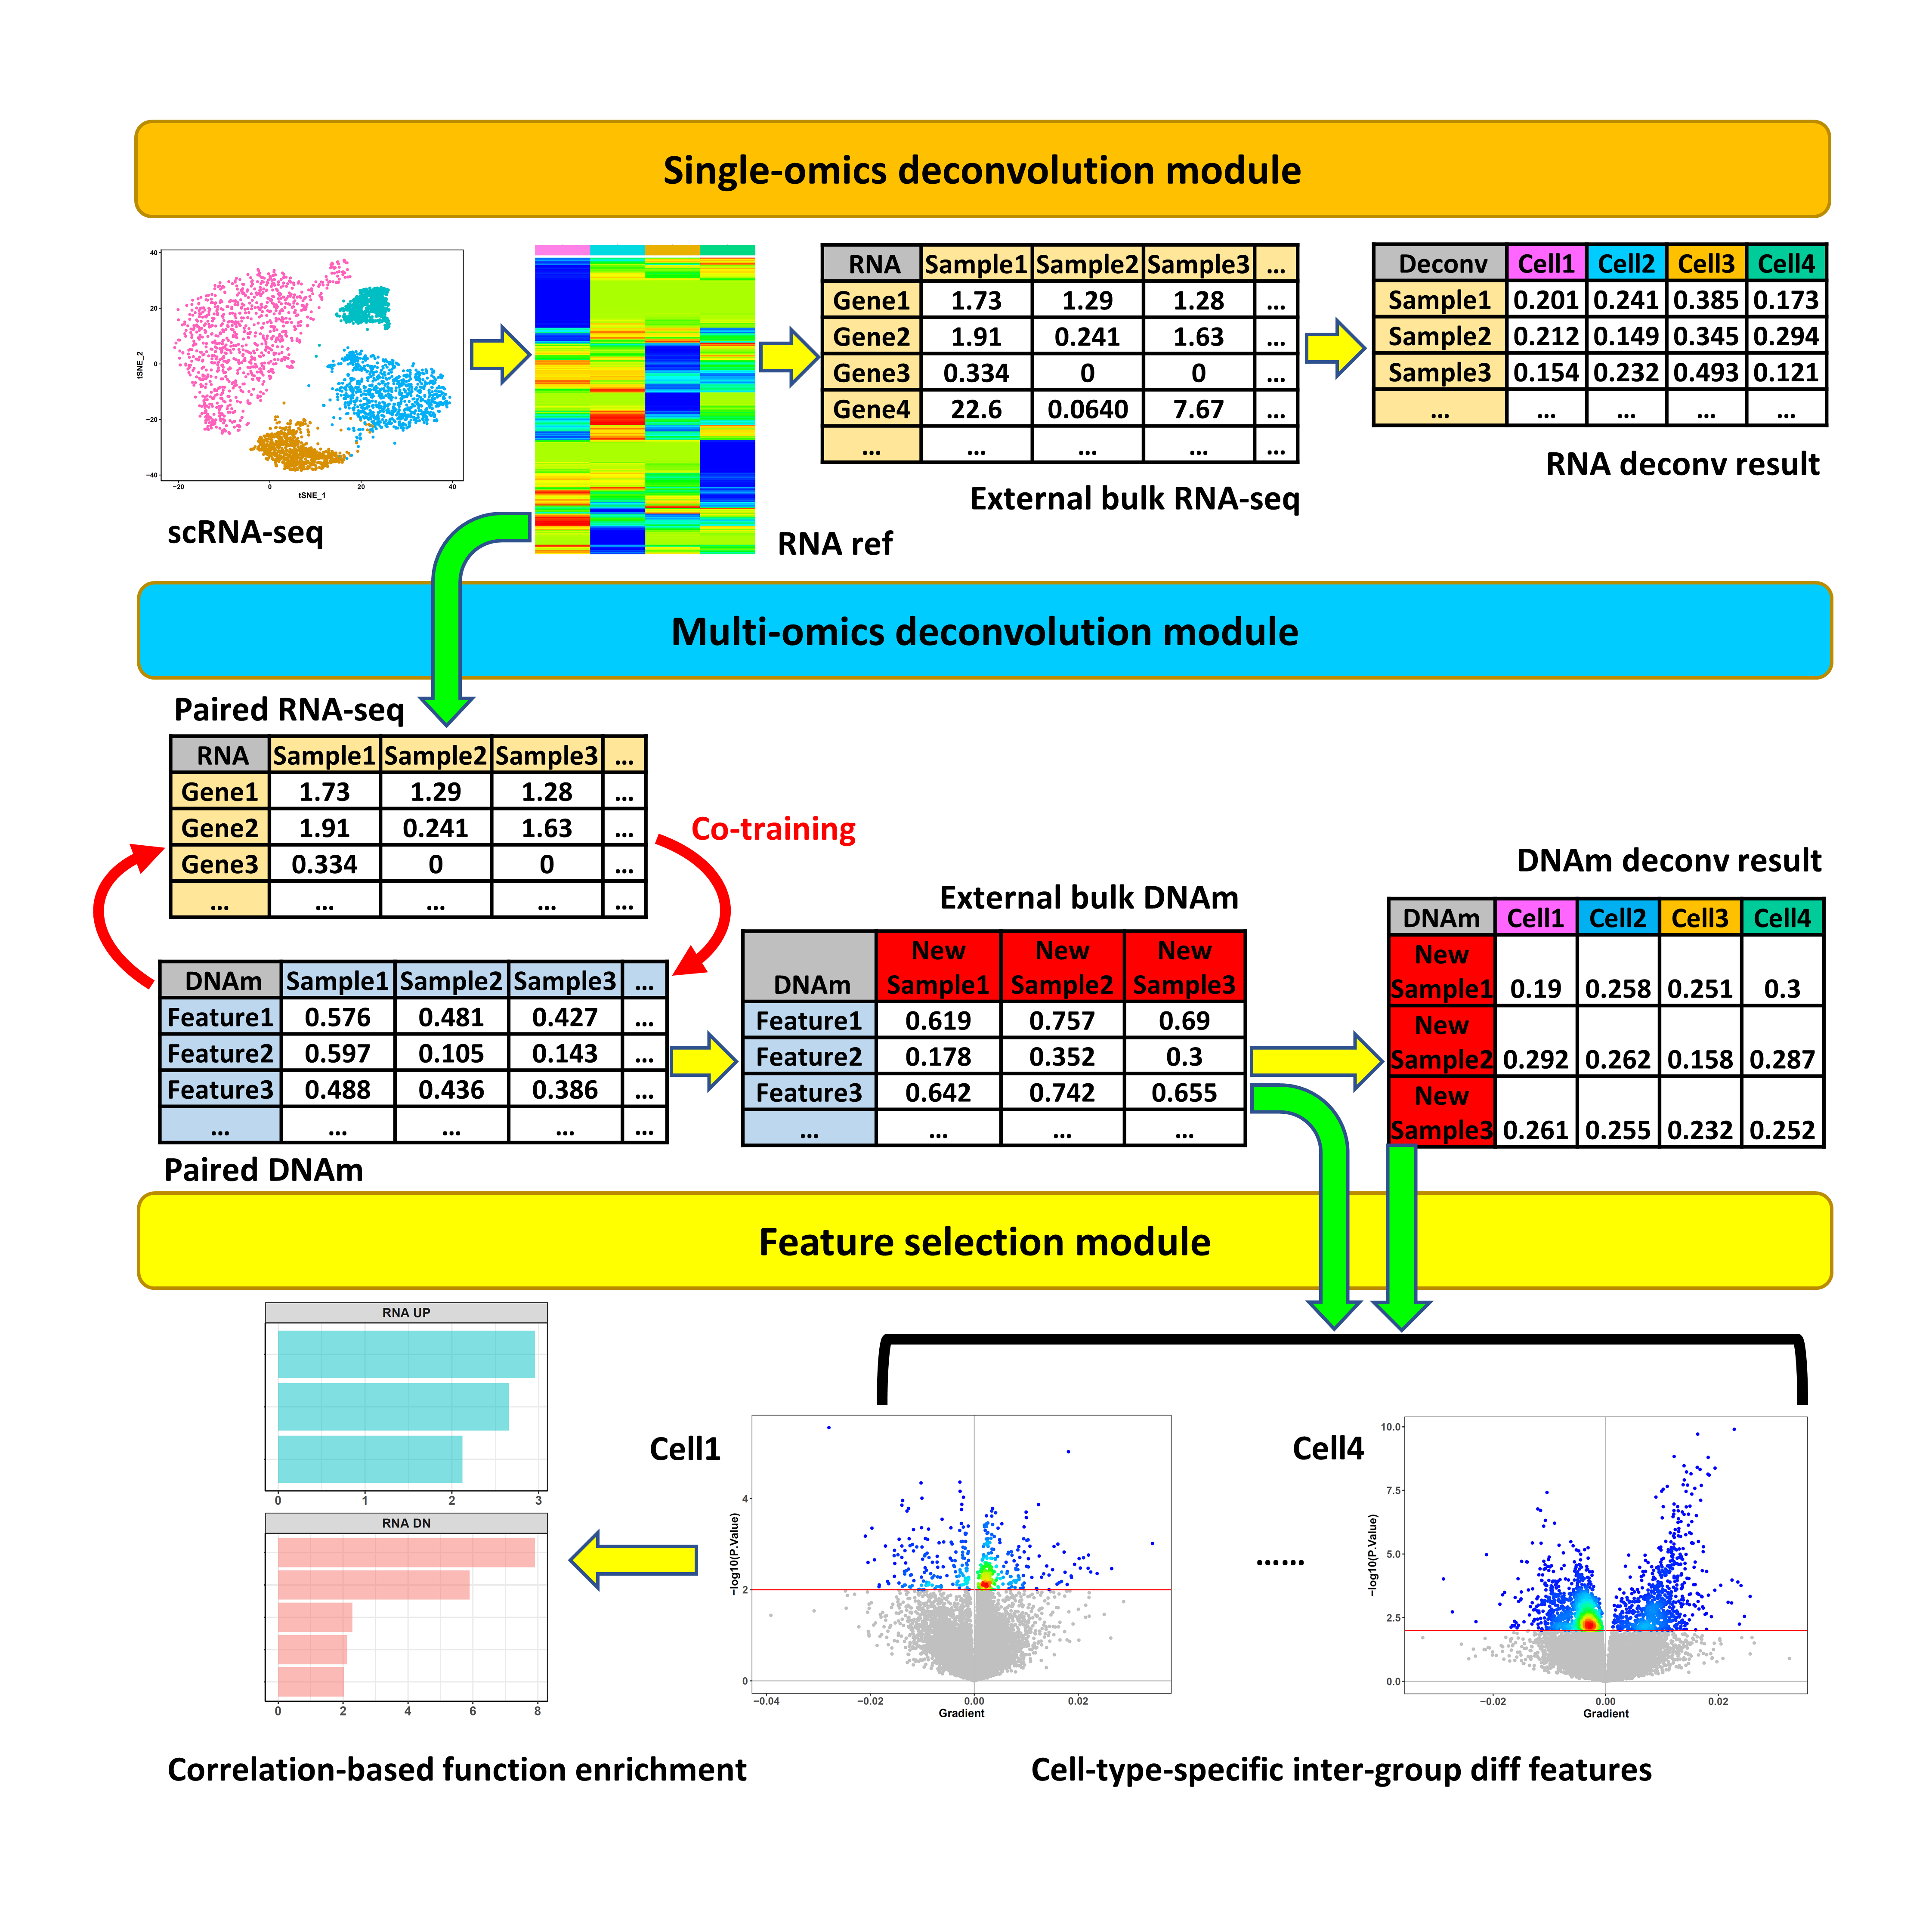 Single-omics deconvolution module
40
20
0
−20
−40
tSNE_2
−20 0 20 40
tSNE_1
scRNA-seq
RNA ref
RNA Sample1 Sample2 Sample3 ...
Gene1 1.73 1.29 1.28 ...
Gene2 1.91 0.241 1.63 ...
Gene3 0.334 0 0 ...
Gene4 22.6 0.0640 7.67 ...
... ... ... ... ...
External bulk RNA-seq
Deconv Cell1 Cell2 Cell3 Cell4
Sample1 0.201 0.241 0.385 0.173
Sample2 0.212 0.149 0.345 0.294
Sample3 0.154 0.232 0.493 0.121
... ... ... ... ...
RNA deconv result
Multi-omics deconvolution module
Paired RNA-seq
RNA Sample1 Sample2 Sample3 ...
Gene1 1.73 1.29 1.28 ...
Gene2 1.91 0.241 1.63 ...
Gene3 0.334 0 0 ...
... ... ... ... ...
Co-training
DNAm Sample1 Sample2 Sample3 ...
Feature1 0.576 0.481 0.427 ...
Feature2 0.597 0.105 0.143 ...
Feature3 0.488 0.436 0.386 ...
... ... ... ... ...
Paired DNAm
External bulk DNAm
New New New
DNAm Sample1 Sample2 Sample3
Feature1 0.619 0.757 0.69
Feature2 0.178 0.352 0.3
Feature3 0.642 0.742 0.655
... ... ... ...
DNAm deconv result
DNAm Cell1 Cell2 Cell3 Cell4
New
Sample1 0.19 0.258 0.251 0.3
New
Sample2 0.292 0.262 0.158 0.287
New
Sample3 0.261 0.255 0.232 0.252
Feature selection module
RNA UP
0 1 2 3
RNA DN
0 2 4 6 8
Correlation-based function enrichment
Cell1
4
2
0
−log10(P.Value)
−0.04 −0.02 0.00 0.02
Gradient
......
Cell4
10.0
7.5
5.0
2.5
0.0
−log10(P.Value)
−0.02 0.00 0.02
Gradient
Cell-type-specific inter-group diff features